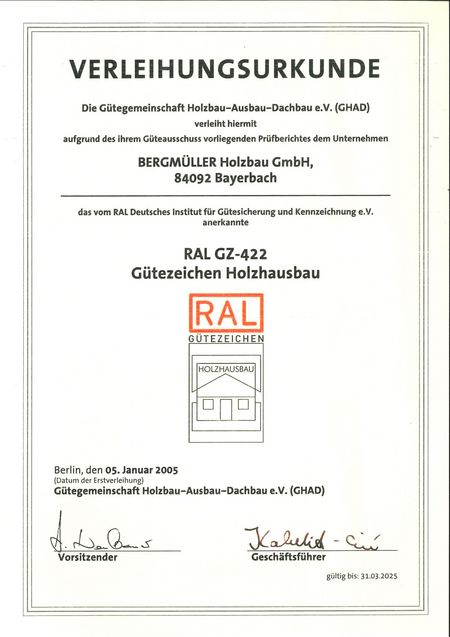 VERLEIHUNGSURKUNDE
Die Gütegemeinschaft Holzbau–Ausbau–Dachbau e.V. (GHAD)
verleiht hiermit
aufgrund des ihrem Güteausschuss vorliegenden Prüfberichtes dem Unternehmen
BERGMÜLLER Holzbau GmbH,
84092 Bayerbach
das vom RAL Deutsches Institut für Gütesicherung und Kennzeichnung e.V.
anerkannte
RAL GZ-422
Gütezeichen Holzhausbau
RAL
GÜTEZEICHEN
HOLZHAUSBAU
Berlin, den 05. Januar 2005
(Datum der Erstverleihung)
Gütegemeinschaft Holzbau–Ausbau–Dachbau e.V. (GHAD)
Vorsitzender
Geschäftsführer
gültig bis: 31.03.2025